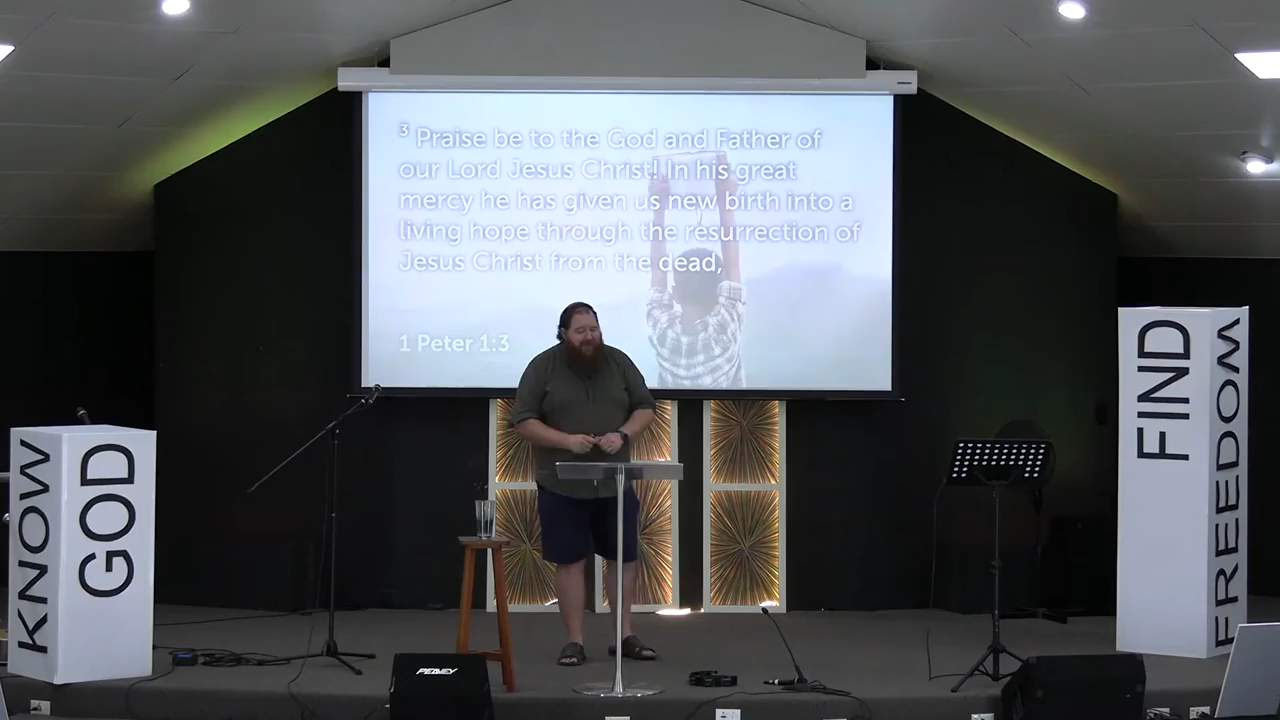 ³ Praise be to the God and Father of
our Lord Jesus Christ! In his great
mercy he has given us new birth into a
living hope through the resurrection of
Jesus Christ from the dead,
1 Peter 1:3
KNOW
GOD
FIND
FREEDOM
PEAVEY